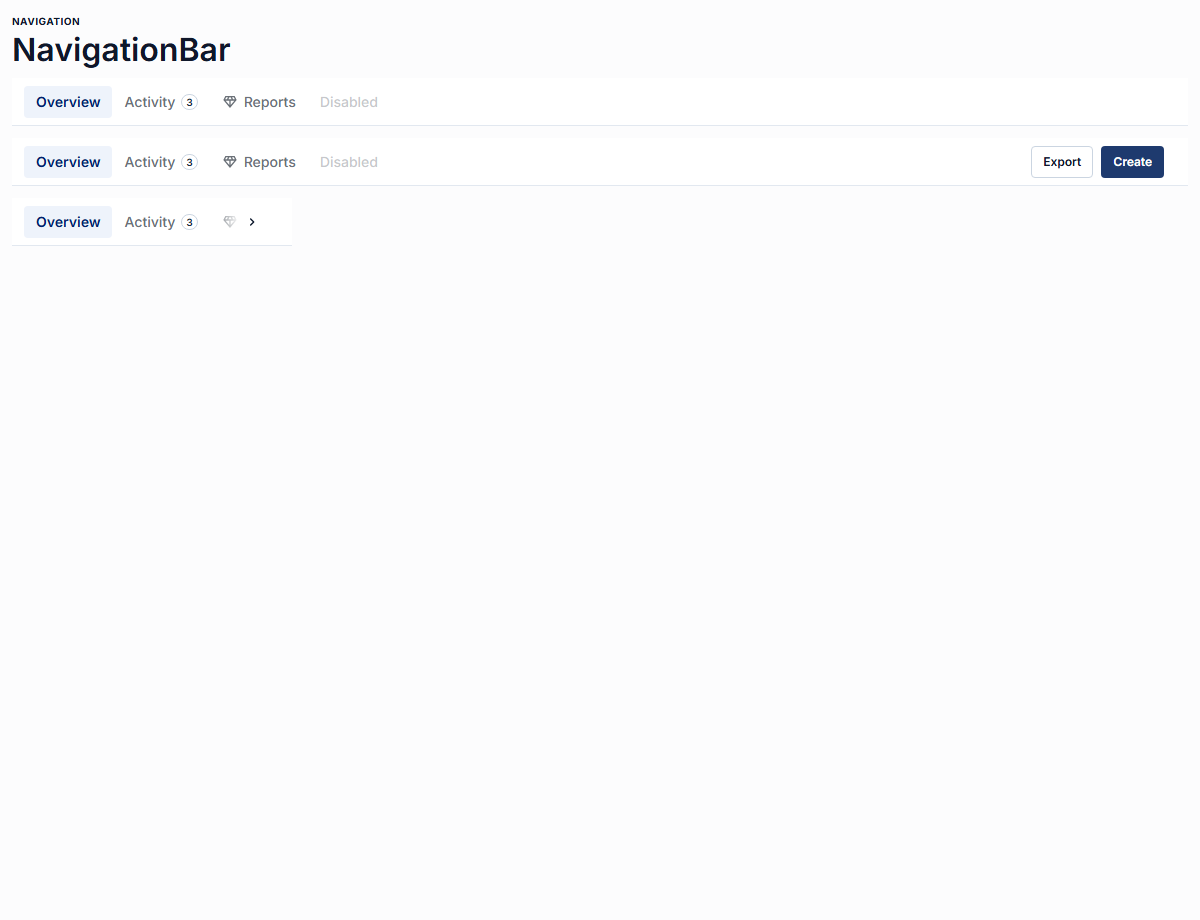 NAVIGATION
NavigationBar
Overview Activity 3 Reports Disabled
Overview Activity 3 Reports Disabled Export Create
Overview Activity 3